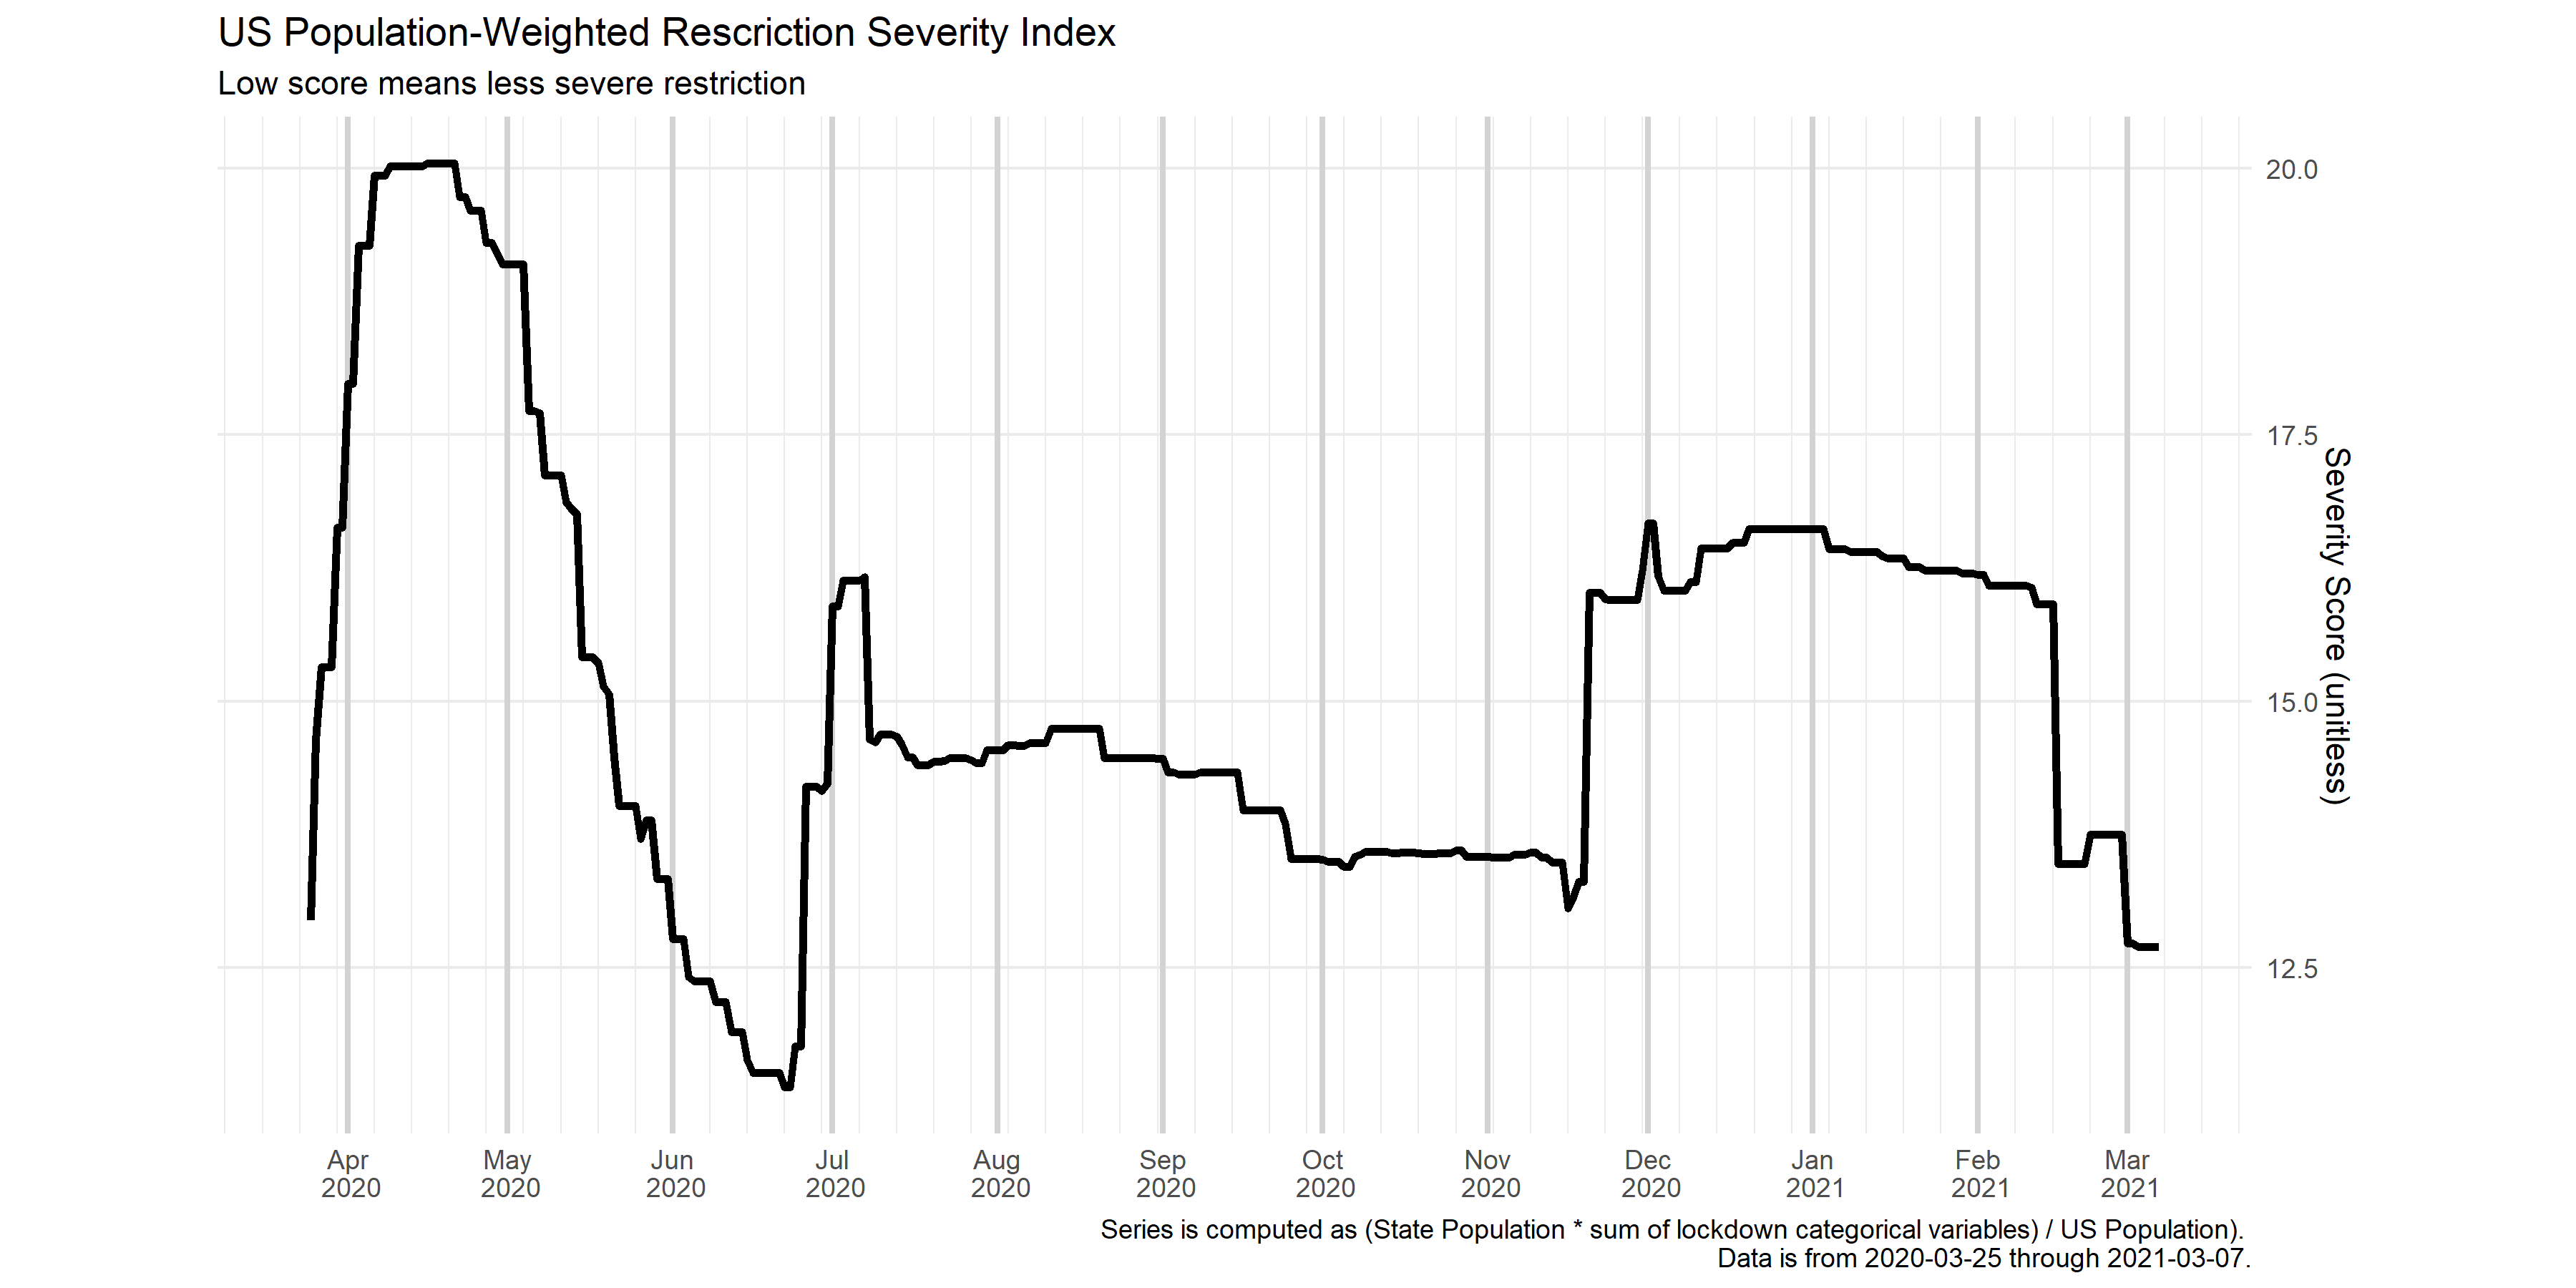 US Population-Weighted Rescriction Severity Index
Low score means less severe restriction
20.0
17.5
15.0
12.5
Severity Score (unitless)
Apr May Jun Jul Aug Sep Oct Nov Dec Jan Feb Mar
2020 2020 2020 2020 2020 2020 2020 2020 2020 2021 2021 2021
Series is computed as (State Population * sum of lockdown categorical variables) / US Population).
Data is from 2020-03-25 through 2021-03-07.